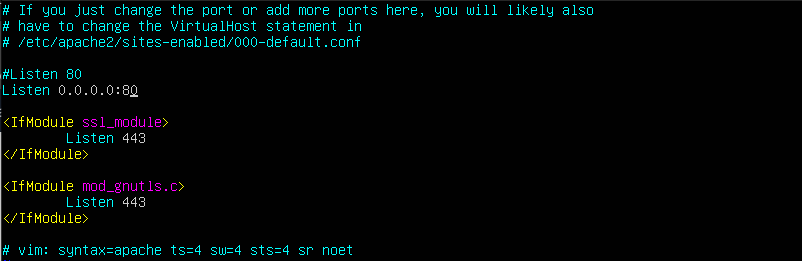 # If you just change the port or add more ports here, you will likely also
# have to change the VirtualHost statement in
# /etc/apache2/sites-enabled/000-default.conf
#Listen 80
Listen 0.0.0.0:80
<IfModule ssl_module>
Listen 443
</IfModule>
<IfModule mod_gnutls.c>
Listen 443
</IfModule>
# vim: syntax=apache ts=4 sw=4 sts=4 sr noet